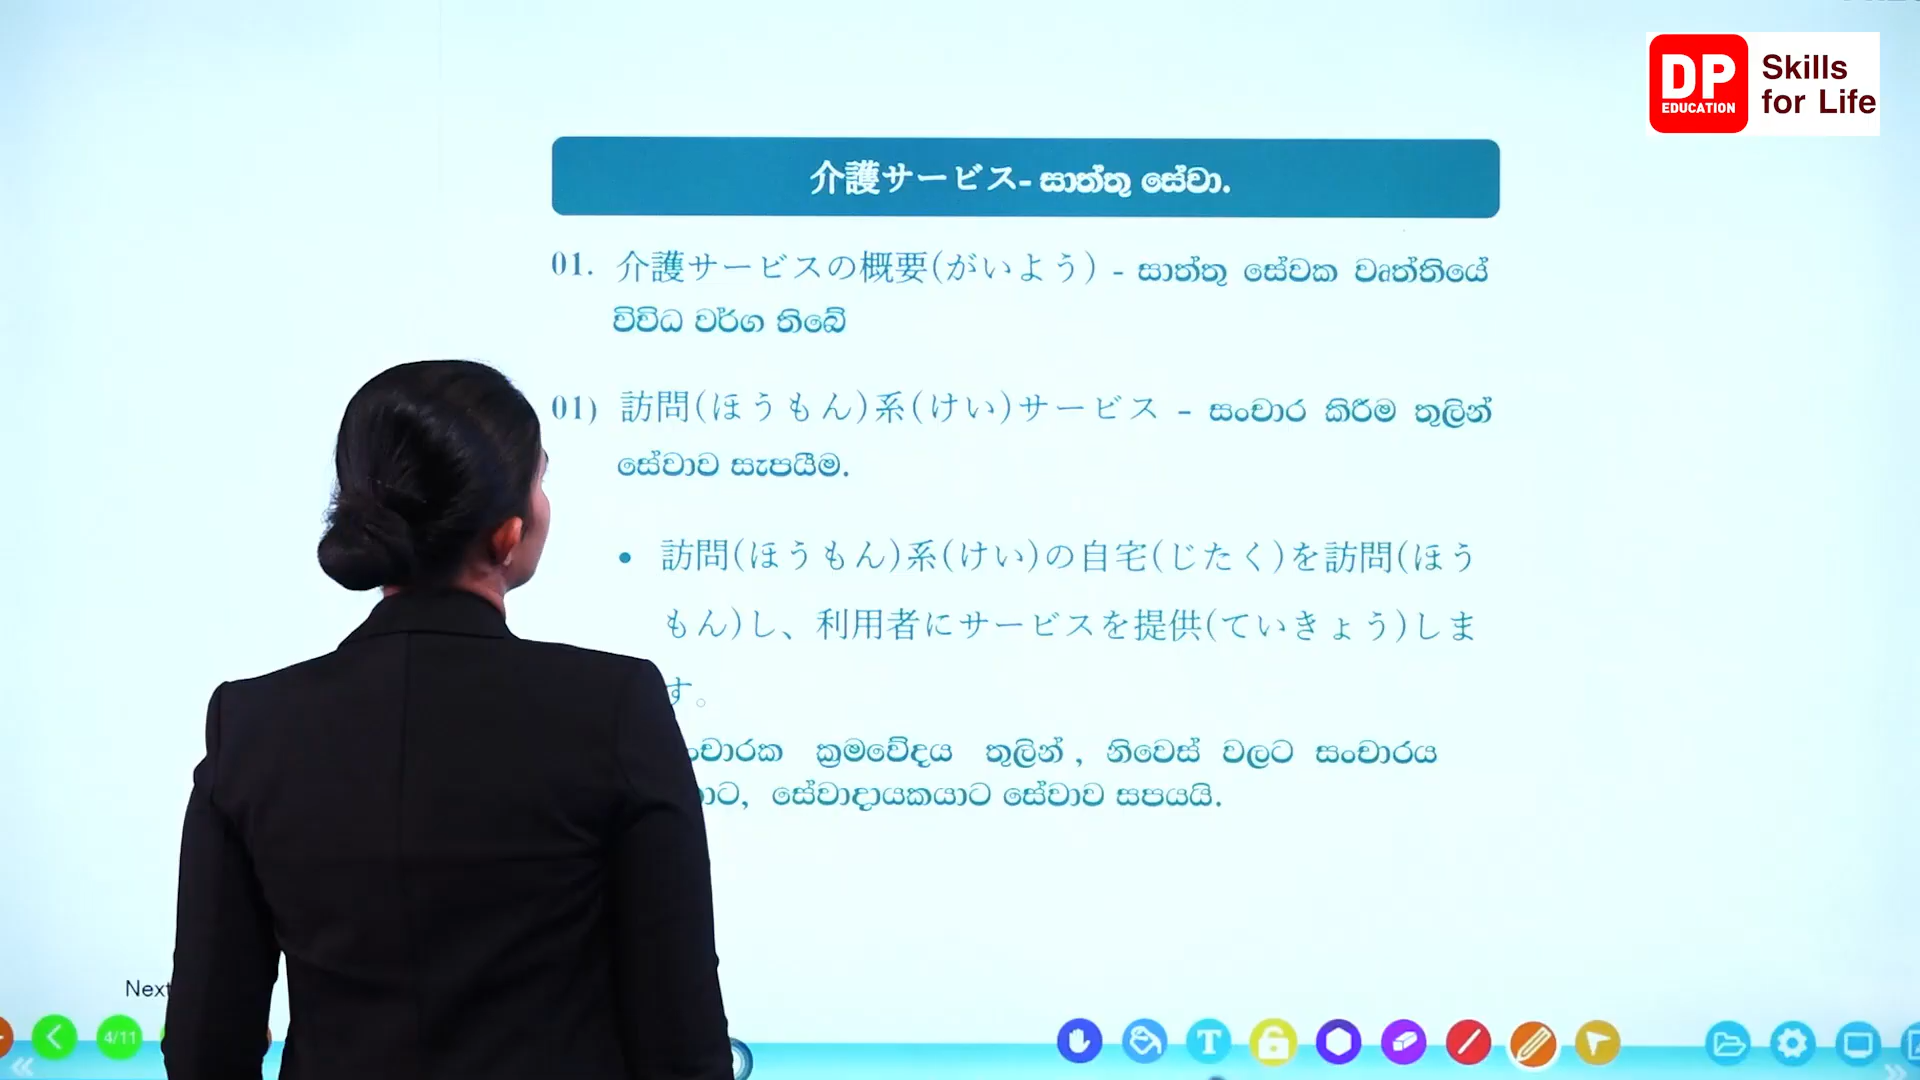 DP
EDUCATION
Skills
for Life
介護サービス- සාත්තු සේවා.
01. 介護サービスの概要(がいよう) - සාත්තු සේවක වෘත්තියේ
විවිධ වර්ග තිබේ
01) 訪問(ほうもん)系(けい)サービス - සංචාර කිරීම තුලින්
සේවාව සැපයීම.
• 訪問(ほうもん)系(けい)の自宅(じたく)を訪問(ほう
もん)し、利用者にサービスを提供(ていきょう)しま
す。
ක්‍රමවේදය තුලින් , නිවෙස් වලට සංචාරය
සේවාදායකයාට සේවාව සපයයි.
Next
4/11
T